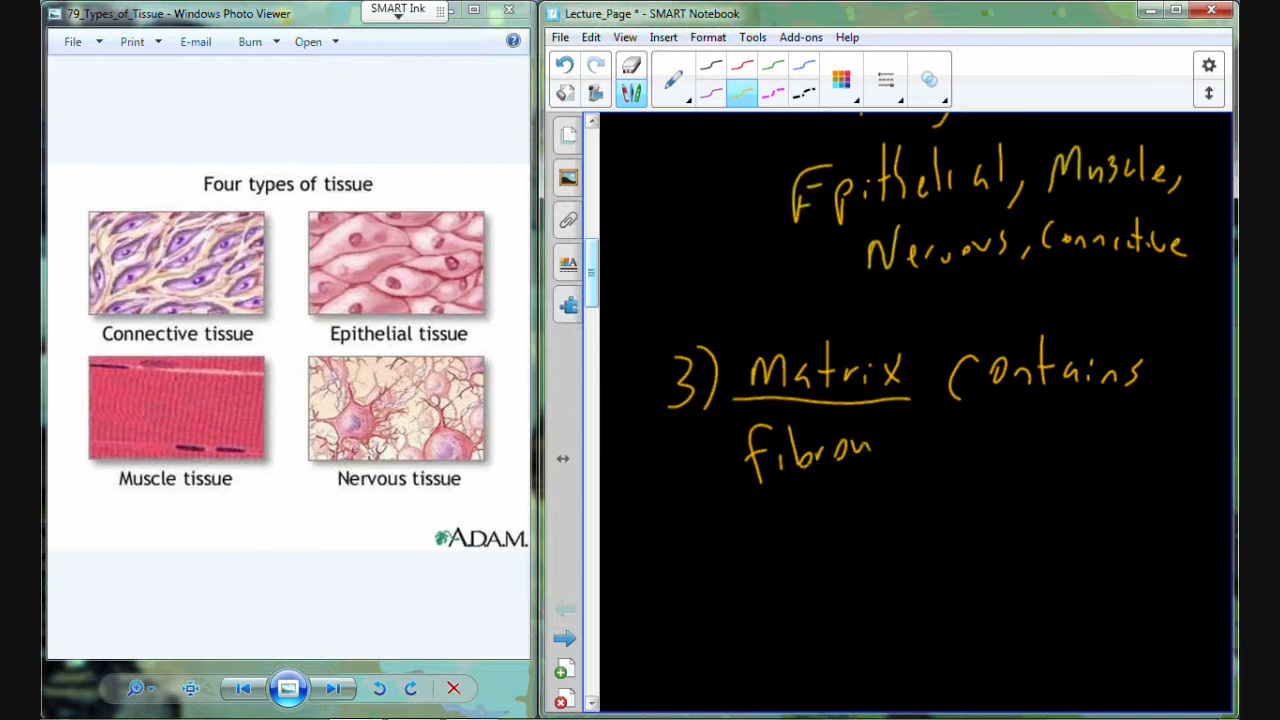 79_Types_of_Tissue - Windows Photo Viewer
SMART Ink
File Print E-mail Burn Open
Four types of tissue
Connective tissue Epithelial tissue
Muscle tissue Nervous tissue
A.D.A.M.
Lecture_Page * - SMART Notebook
File Edit View Insert Format Tools Add-ons Help
Epithelial, Muscle,
Nervous, Connective
3) Matrix Contains
fibrou